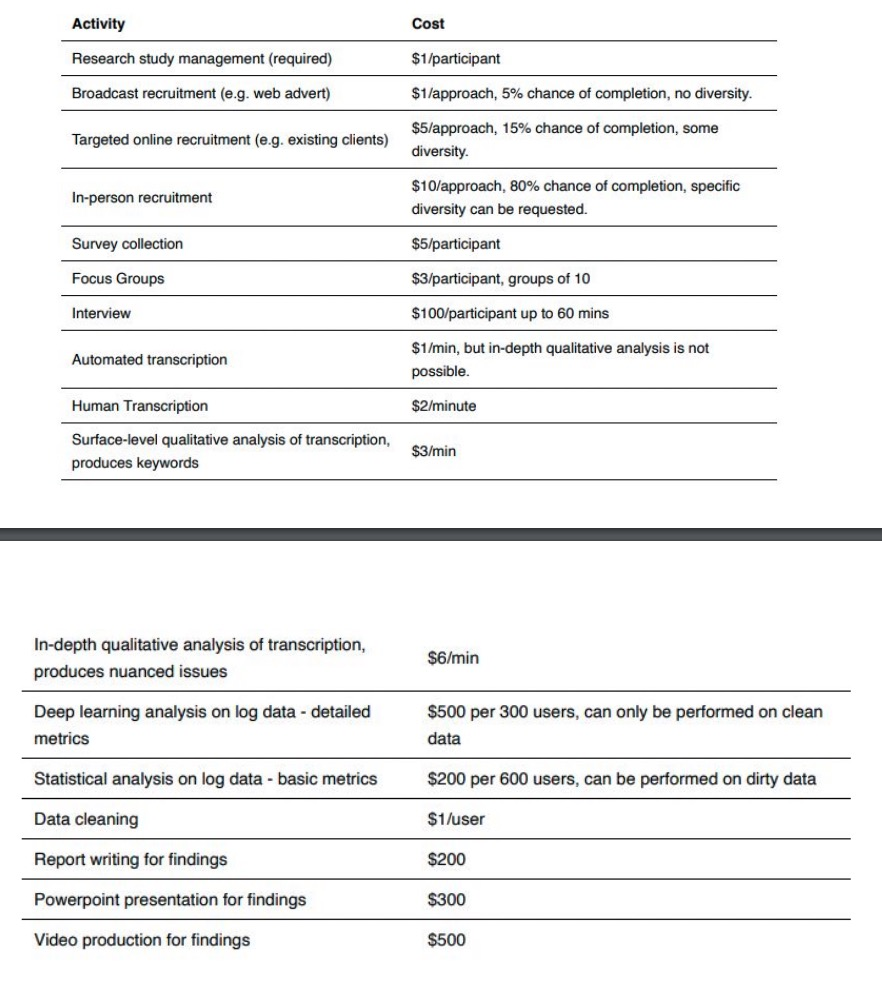 Activity Cost
Research study management (required) $1/participant
Broadcast recruitment (e.g. web advert) $1/approach, 5% chance of completion, no diversity.
Targeted online recruitment (e.g. existing clients) $5/approach, 15% chance of completion, some
diversity.
In-person recruitment $10/approach, 80% chance of completion, specific
diversity can be requested.
Survey collection $5/participant
Focus Groups $3/participant, groups of 10
Interview $100/participant up to 60 mins
Automated transcription $1/min, but in-depth qualitative analysis is not
possible.
Human Transcription $2/minute
Surface-level qualitative analysis of transcription,
produces keywords $3/min
In-depth qualitative analysis of transcription,
produces nuanced issues $6/min
Deep learning analysis on log data - detailed $500 per 300 users, can only be performed on clean
metrics data
Statistical analysis on log data - basic metrics $200 per 600 users, can be performed on dirty data
Data cleaning $1/user
Report writing for findings $200
Powerpoint presentation for findings $300
Video production for findings $500